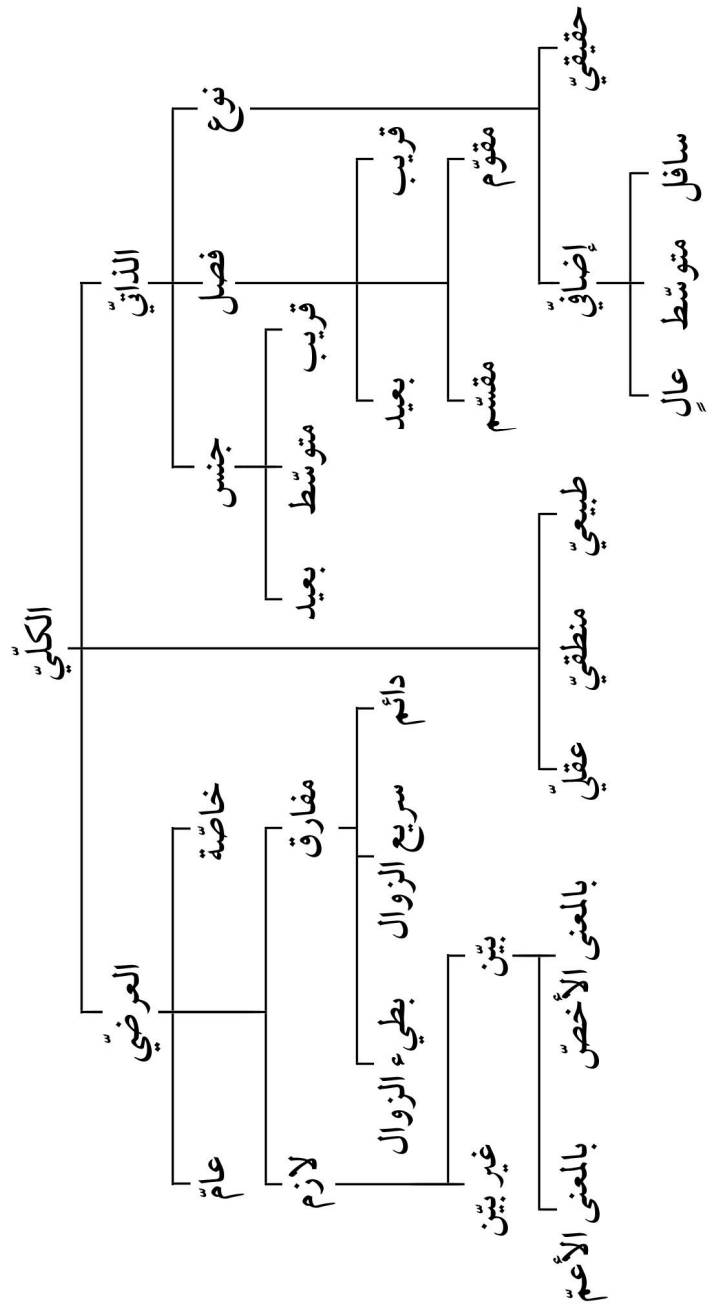 الكلّيّ
الذاتيّ
العرضيّ
نوع
فصل
جنس
خاصّة
عامّ
قريب
متوسّط
بعيد
مفارق
لازم
قريب
بعيد
دائم
سريع الزوال
بطيء الزوال
مقوّم
مقسّم
بيّن
غير بيّن
حقيقيّ
إضافيّ
طبيعيّ
منطقيّ
عقليّ
بالمعنى الأخصّ
بالمعنى الأعمّ
سافل
متوسّط
عالٍ